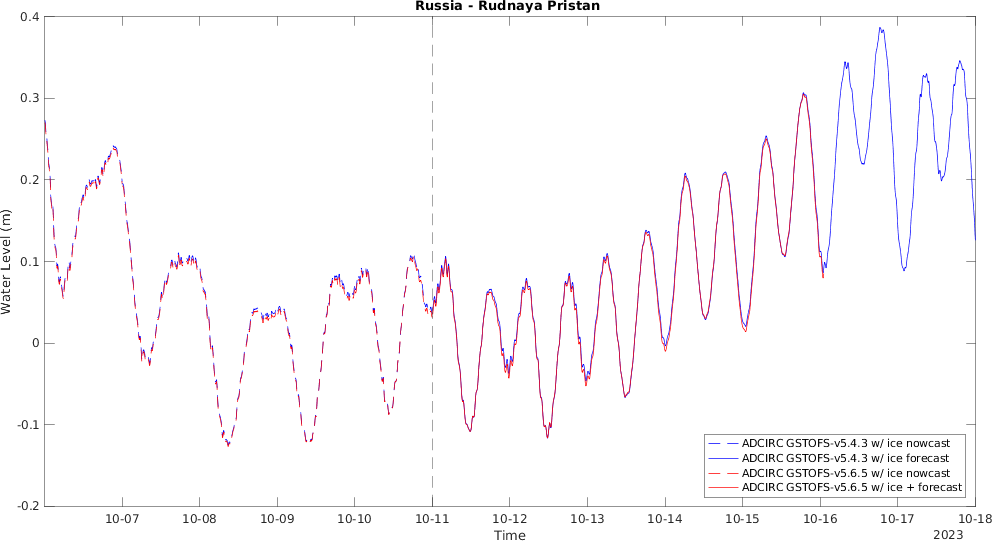 Russia - Rudnaya Pristan
Water Level (m)
0.4
0.3
0.2
0.1
0
-0.1
-0.2
ADCIRC GSTOFS-v5.4.3 w/ ice nowcast
ADCIRC GSTOFS-v5.4.3 w/ ice forecast
ADCIRC GSTOFS-v5.6.5 w/ ice nowcast
ADCIRC GSTOFS-v5.6.5 w/ ice + forecast
10-07 10-08 10-09 10-10 10-11 10-12 10-13 10-14 10-15 10-16 10-17 10-18
Time
2023